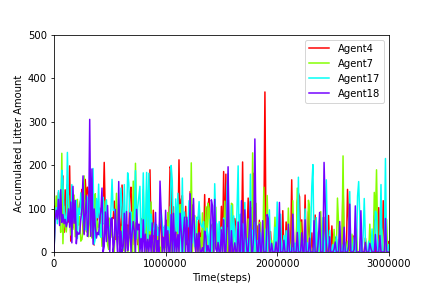 500
400
300
200
100
0
Accumulated Litter Amount
Agent4
Agent7
Agent17
Agent18
0
1000000
2000000
3000000
Time(steps)